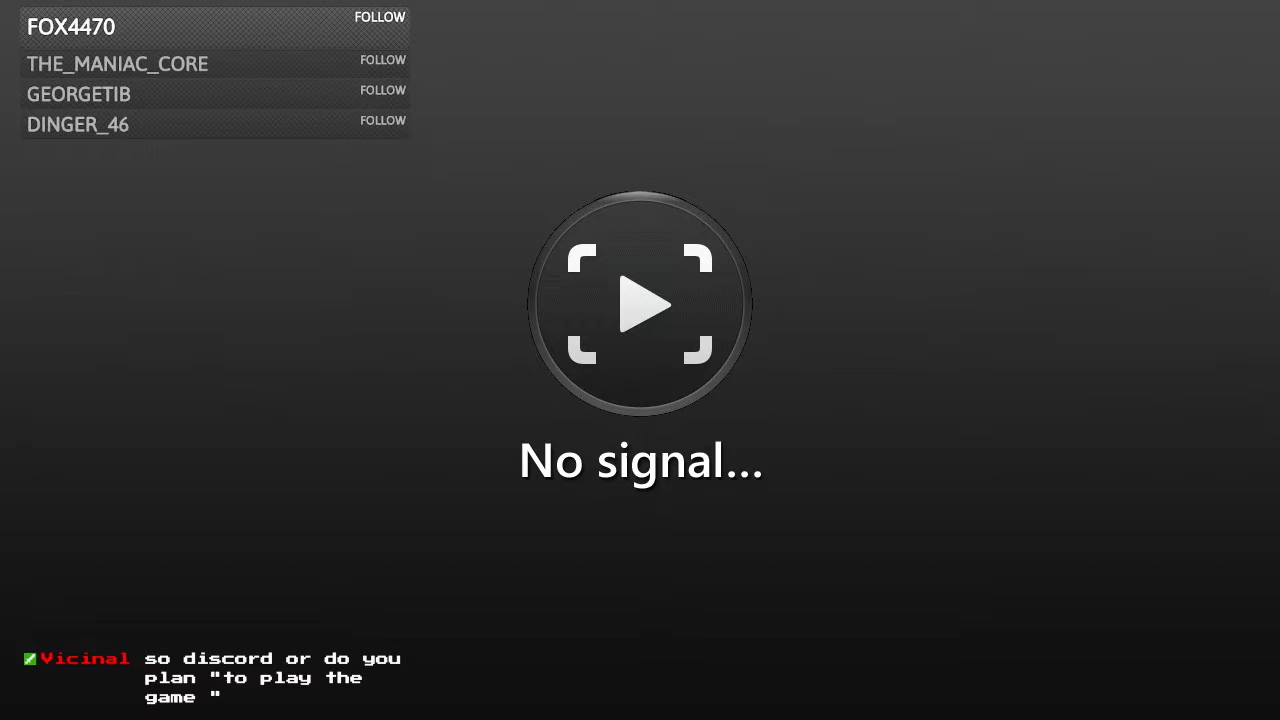 FOX4470 FOLLOW
THE_MANIAC_CORE FOLLOW
GEORGETIB FOLLOW
DINGER_46 FOLLOW
No signal...
Vicinal so discord or do you
plan "to play the
game "